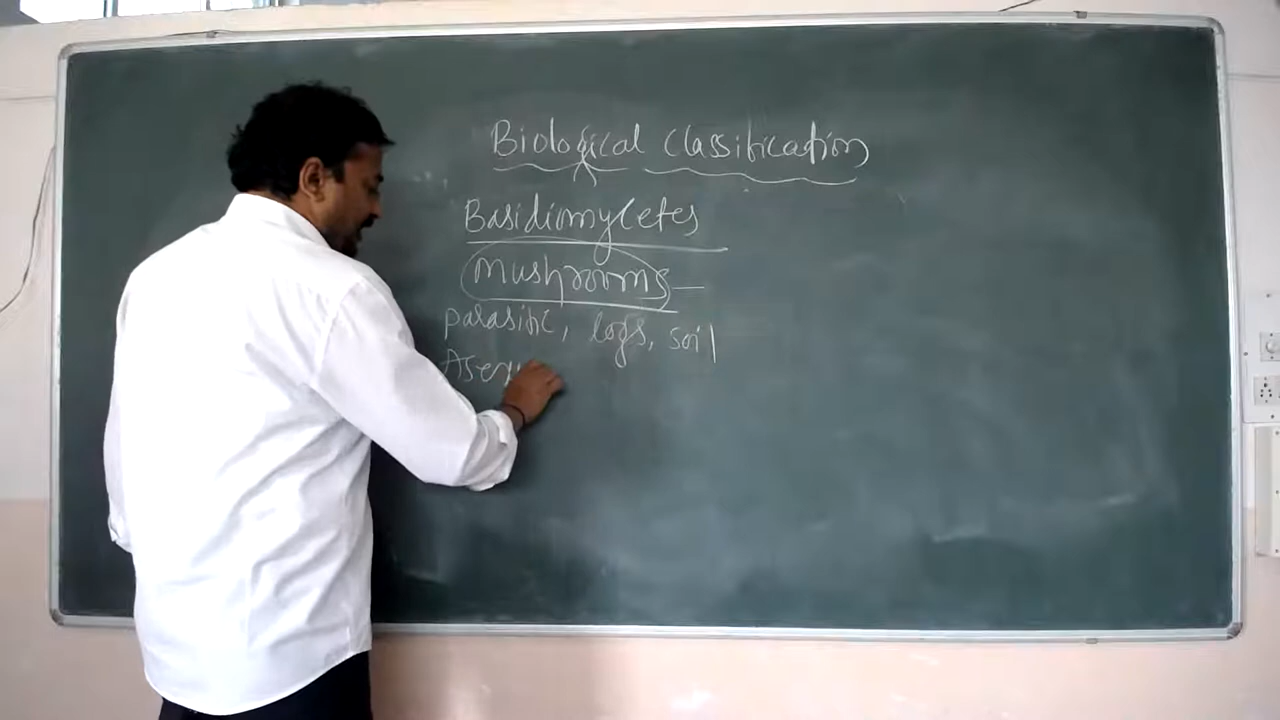 Biological classification
Basidiomycetes
mushrooms
parasitic, logs, soil